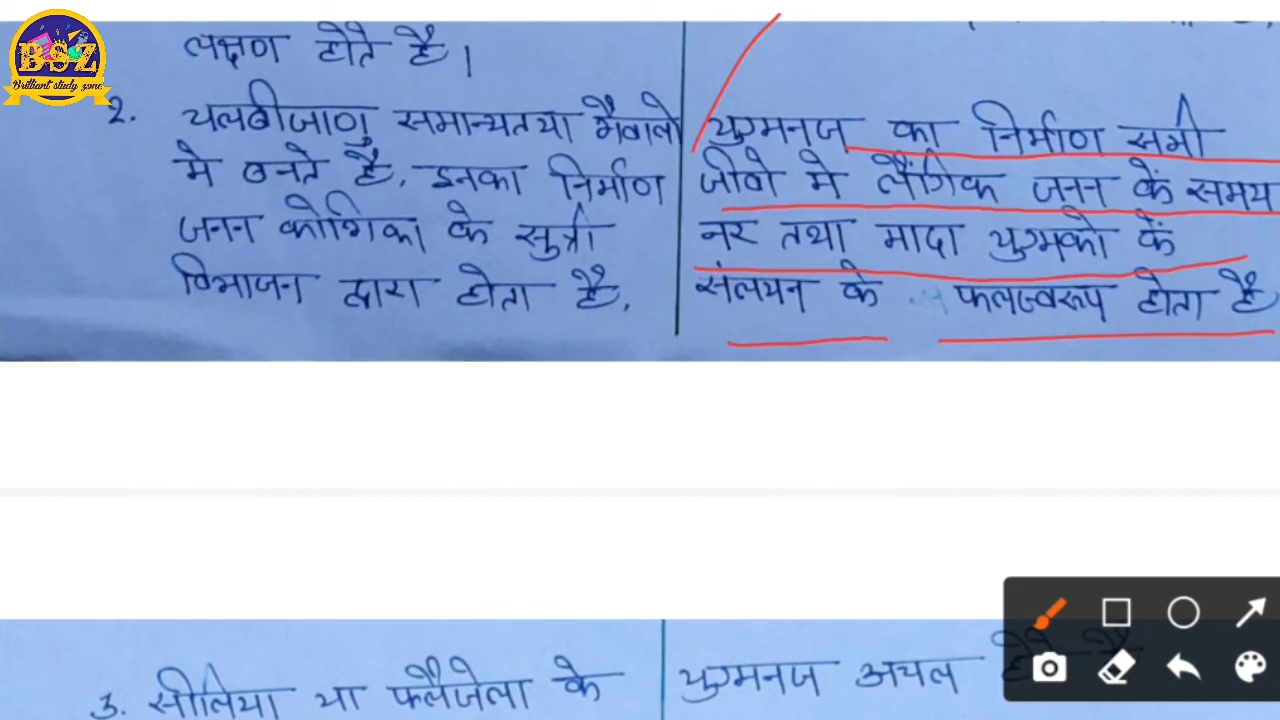 BSZ
Brilliant study zone
लक्षण होते है।
२. चलबीजाणु समान्यतया शैवालो
मे बनते है, इनका निर्माण
जनन कोशिका के सुत्री
विभाजन द्वारा होता है,
युग्मनज का निर्माण सभी
जीवो मे लैंगिक जनन कें समय
नर तथा मादा युग्मको कें
संलयन के फलस्वरूप होता है
3. सीलिया या फ्लैजेला के
युग्मनज अचल